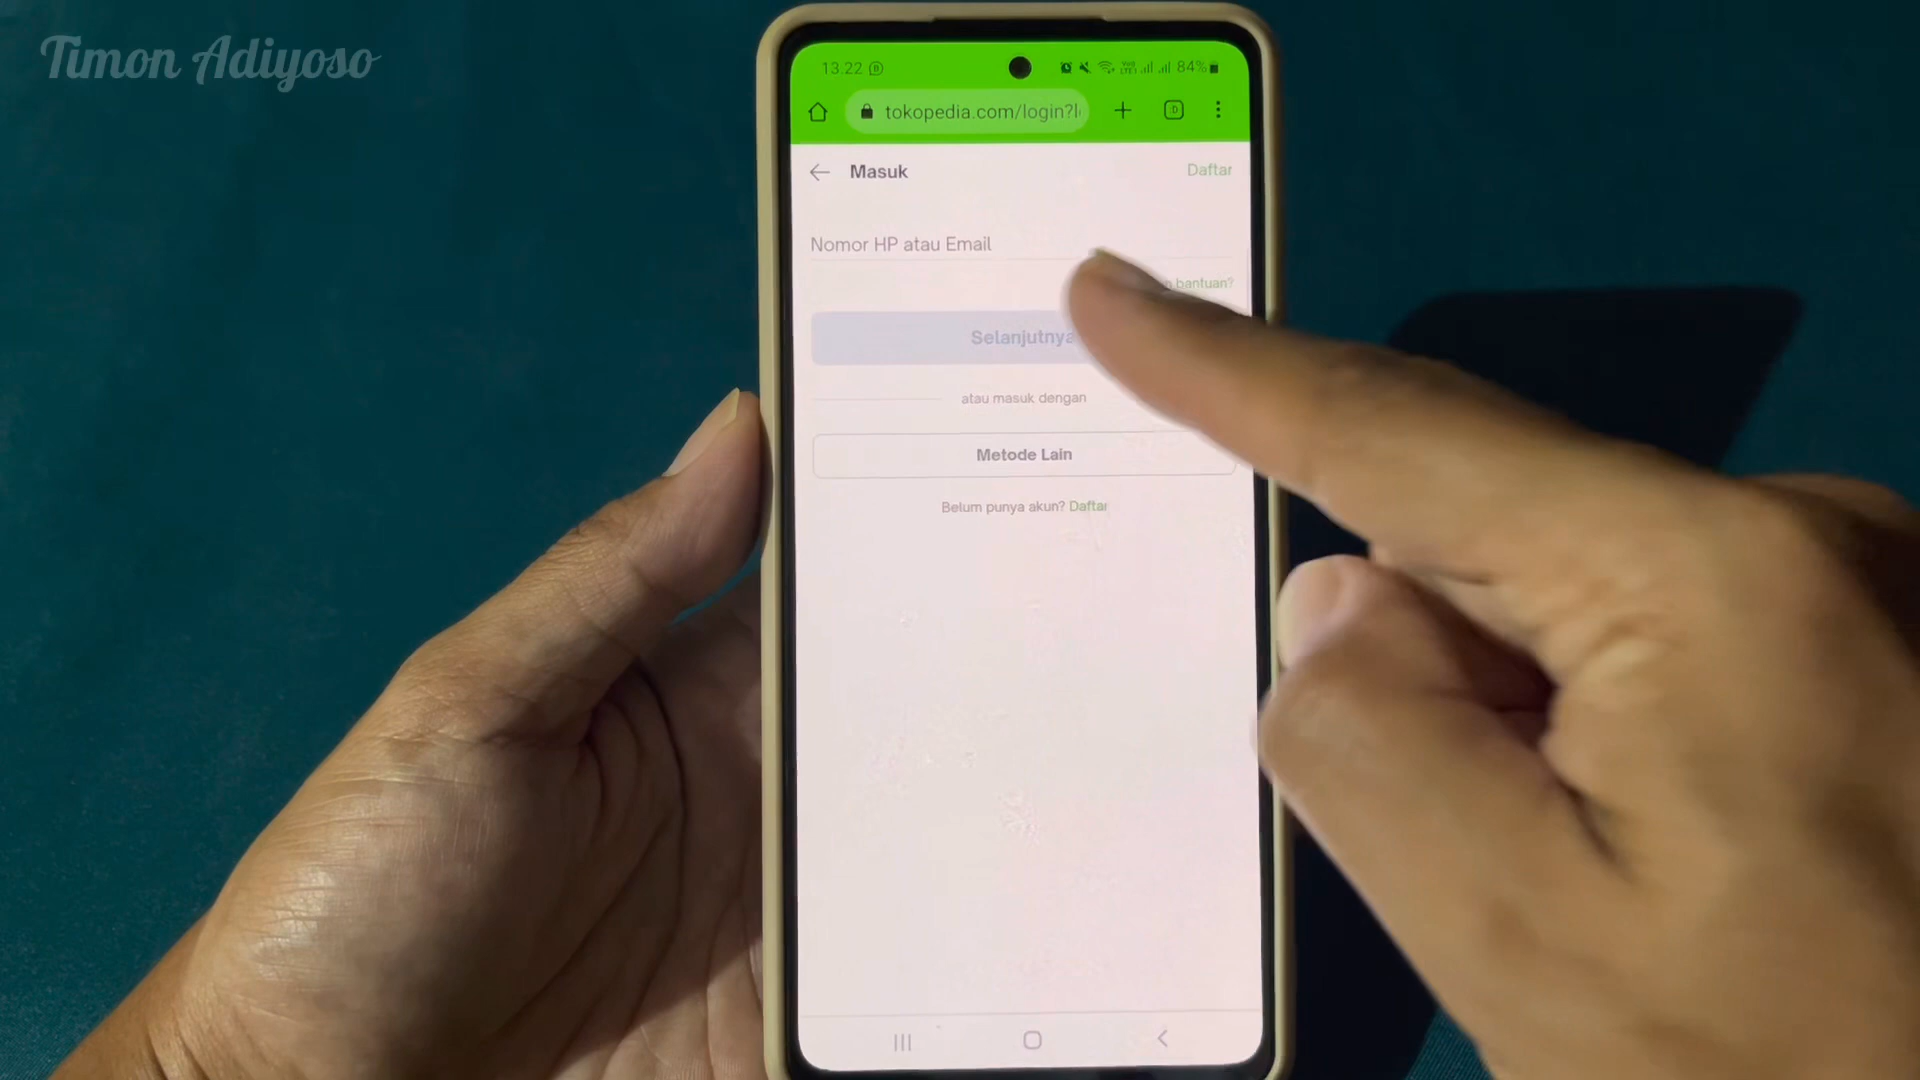 Timon Adiyoso
13.22
84%
tokopedia.com/login?l
Masuk
Daftar
Nomor HP atau Email
bantuan?
Selanjutnya
atau masuk dengan
Metode Lain
Belum punya akun? Daftar